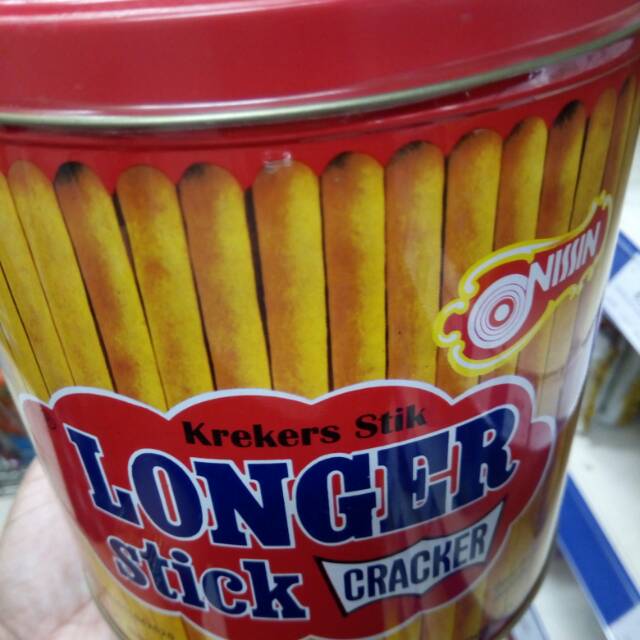 NISSIN
Krekers Stik
LONGER
stick
CRACKER